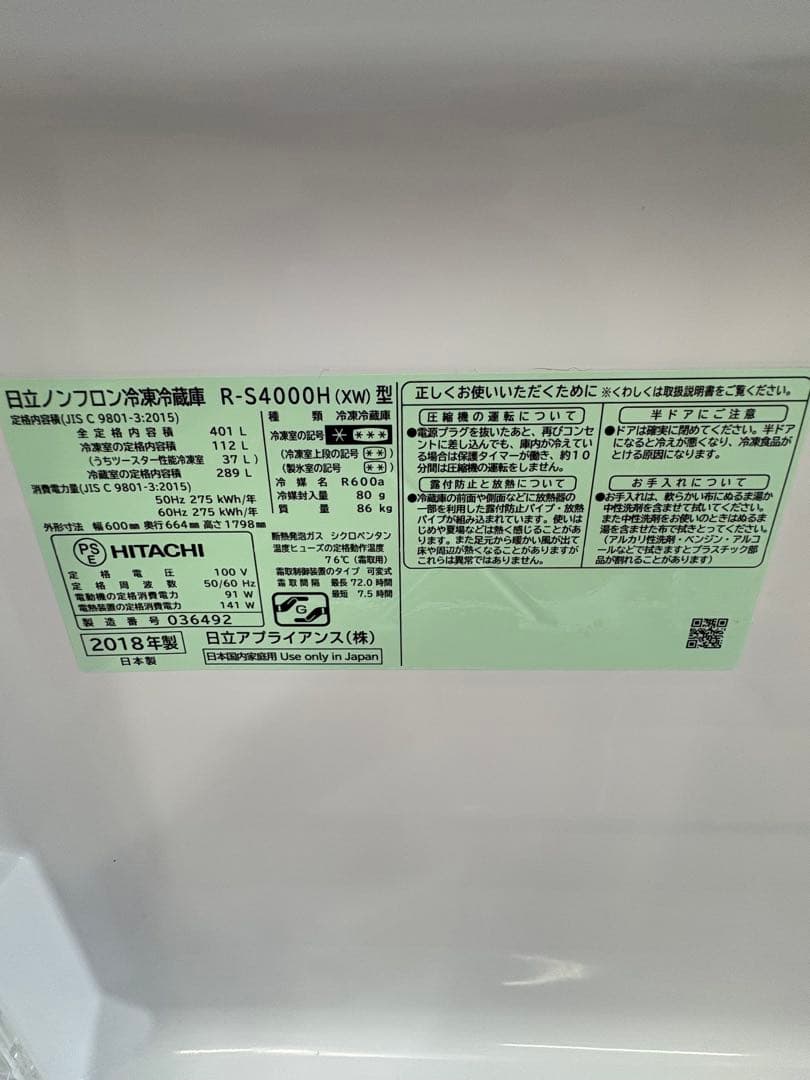 日立ノンフロン冷凍冷蔵庫 R-S4000H(XW)型
定格内容積(JIS C 9801-3:2015)
全定格内容積 401 L
冷凍室の定格内容積 112 L
(うちツースター性能冷凍室 37 L)
冷蔵室の定格内容積 289 L
消費電力量(JIS C 9801-3:2015)
50Hz 275 kWh/年
60Hz 275 kWh/年
外形寸法 幅600mm 奥行664mm 高さ1798mm
種類 冷凍冷蔵庫
冷凍室の記号 * ***
(冷凍室上段の記号 **)
(製氷室の記号 **)
冷媒名 R600a
冷媒封入量 80 g
質量 86 kg
PSE HITACHI
定格電圧 100 V
定格周波数 50/60 Hz
電動機の定格消費電力 91 W
電熱装置の定格消費電力 141 W
製造番号 036492
断熱発泡ガス シクロペンタン
温度ヒューズの定格動作温度
76℃(霜取用)
霜取制御装置のタイプ 可変式
霜取間隔 最長 72.0 時間
最短 7.5 時間
G
2018年製
日本製
日立アプライアンス(株)
日本国内家庭用 Use only in Japan
正しくお使いいただくために ※くわしくは取扱説明書をご覧ください。
圧縮機の運転について
●電源プラグを抜いたあと、再びコンセ
ントに差し込んでも、庫内が冷えてい
る場合は保護タイマーが働き、約10
分間は圧縮機の運転をしません。
露付防止と放熱について
●冷蔵庫の前面や側面などに放熱器の
一部を利用した露付防止パイプ・放熱
パイプが組み込まれています。使いは
じめや夏場などは熱く感じることがあ
ります。また足元から暖かい風が出て
床や周辺が熱くなることがありますが
これらは異常ではありません。
半ドアにご注意
●ドアは確実に閉めてください。半ドア
になると冷えが悪くなり、冷凍食品が
とける原因になります。
お手入れについて
●お手入れは、軟らかい布にぬるま湯か
中性洗剤を含ませて拭いてください。
また中性洗剤をお使いのときはぬるま
湯を含ませた布で拭きとってください。
(アルカリ性洗剤・ベンジン・アルコ
ールなどで拭きますとプラスチック部
品が割れることがあります)